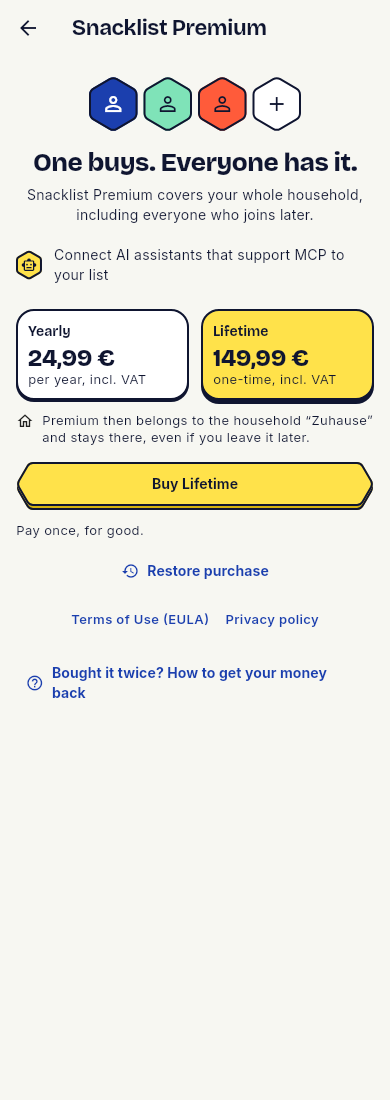 Snacklist Premium
One buys. Everyone has it.
Snacklist Premium covers your whole household,
including everyone who joins later.
Connect AI assistants that support MCP to
your list
Yearly
24,99 €
per year, incl. VAT
Lifetime
149,99 €
one-time, incl. VAT
Premium then belongs to the household “Zuhause”
and stays there, even if you leave it later.
Buy Lifetime
Pay once, for good.
Restore purchase
Terms of Use (EULA) Privacy policy
Bought it twice? How to get your money
back